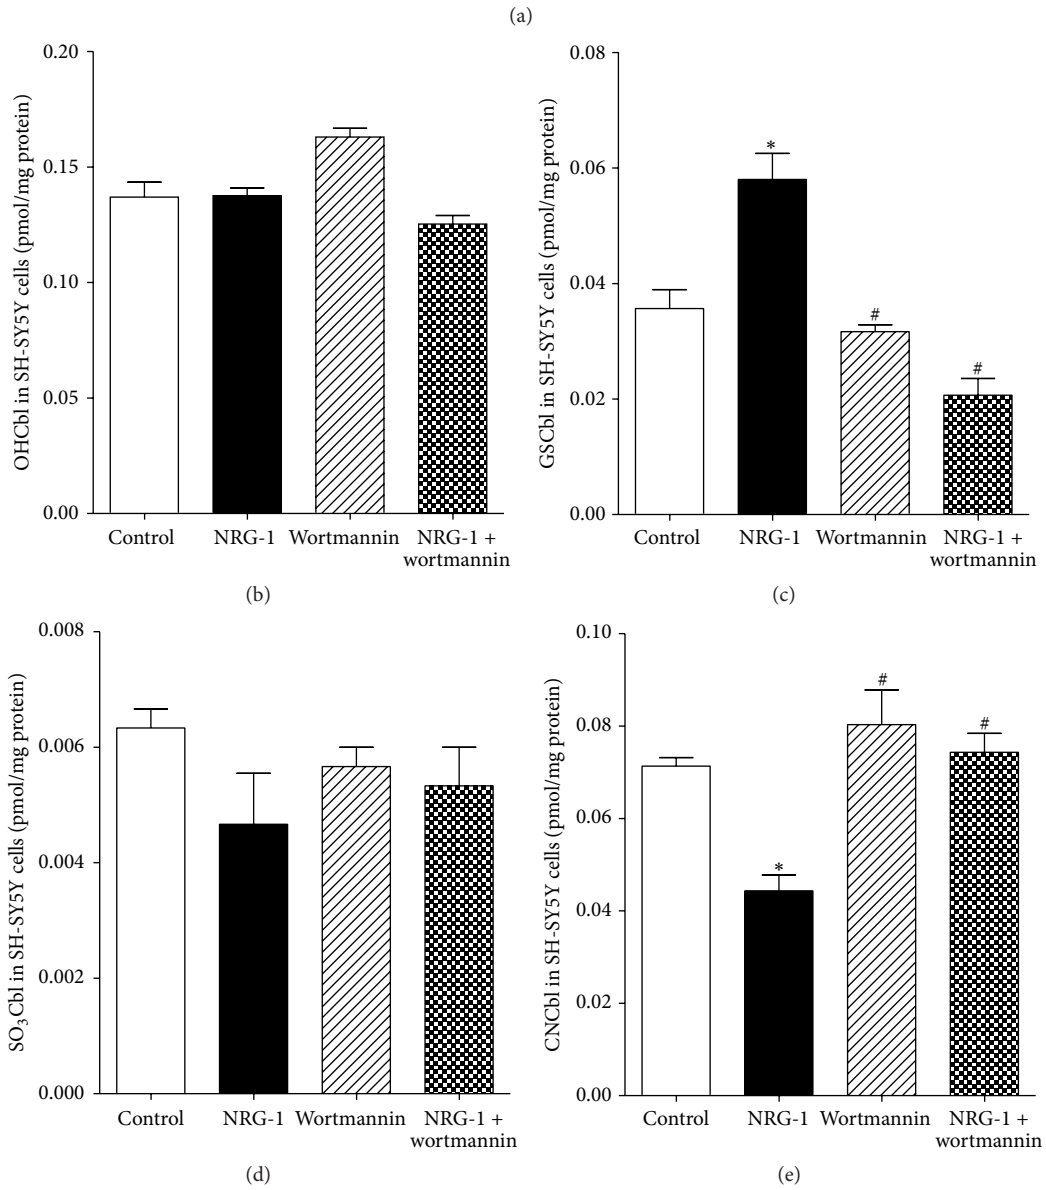 (a)
OHCbl in SH-SY5Y cells (pmol/mg protein)
0.20
0.15
0.10
0.05
0.00
Control
NRG-1
Wortmannin
NRG-1 +
wortmannin
(b)
GSCbl in SH-SY5Y cells (pmol/mg protein)
0.08
0.06
0.04
0.02
0.00
*
#
#
Control
NRG-1
Wortmannin
NRG-1 +
wortmannin
(c)
SO₃Cbl in SH-SY5Y cells (pmol/mg protein)
0.008
0.006
0.004
0.002
0.000
Control
NRG-1
Wortmannin
NRG-1 +
wortmannin
(d)
CNCbl in SH-SY5Y cells (pmol/mg protein)
0.10
0.08
0.06
0.04
0.02
0.00
*
#
#
Control
NRG-1
Wortmannin
NRG-1 +
wortmannin
(e)